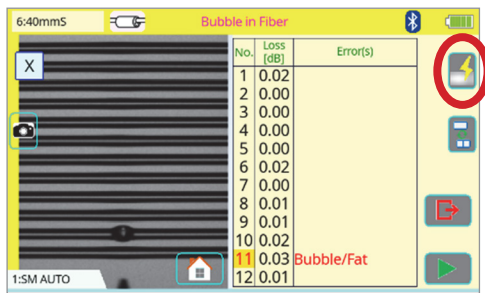 6:40mmS
Bubble in Fiber
X
No. Loss [dB] Error(s)
1 0.02
2 0.00
3 0.00
4 0.00
5 0.00
6 0.02
7 0.00
8 0.01
9 0.01
10 0.02
11 0.03 Bubble/Fat
12 0.01
1:SM AUTO